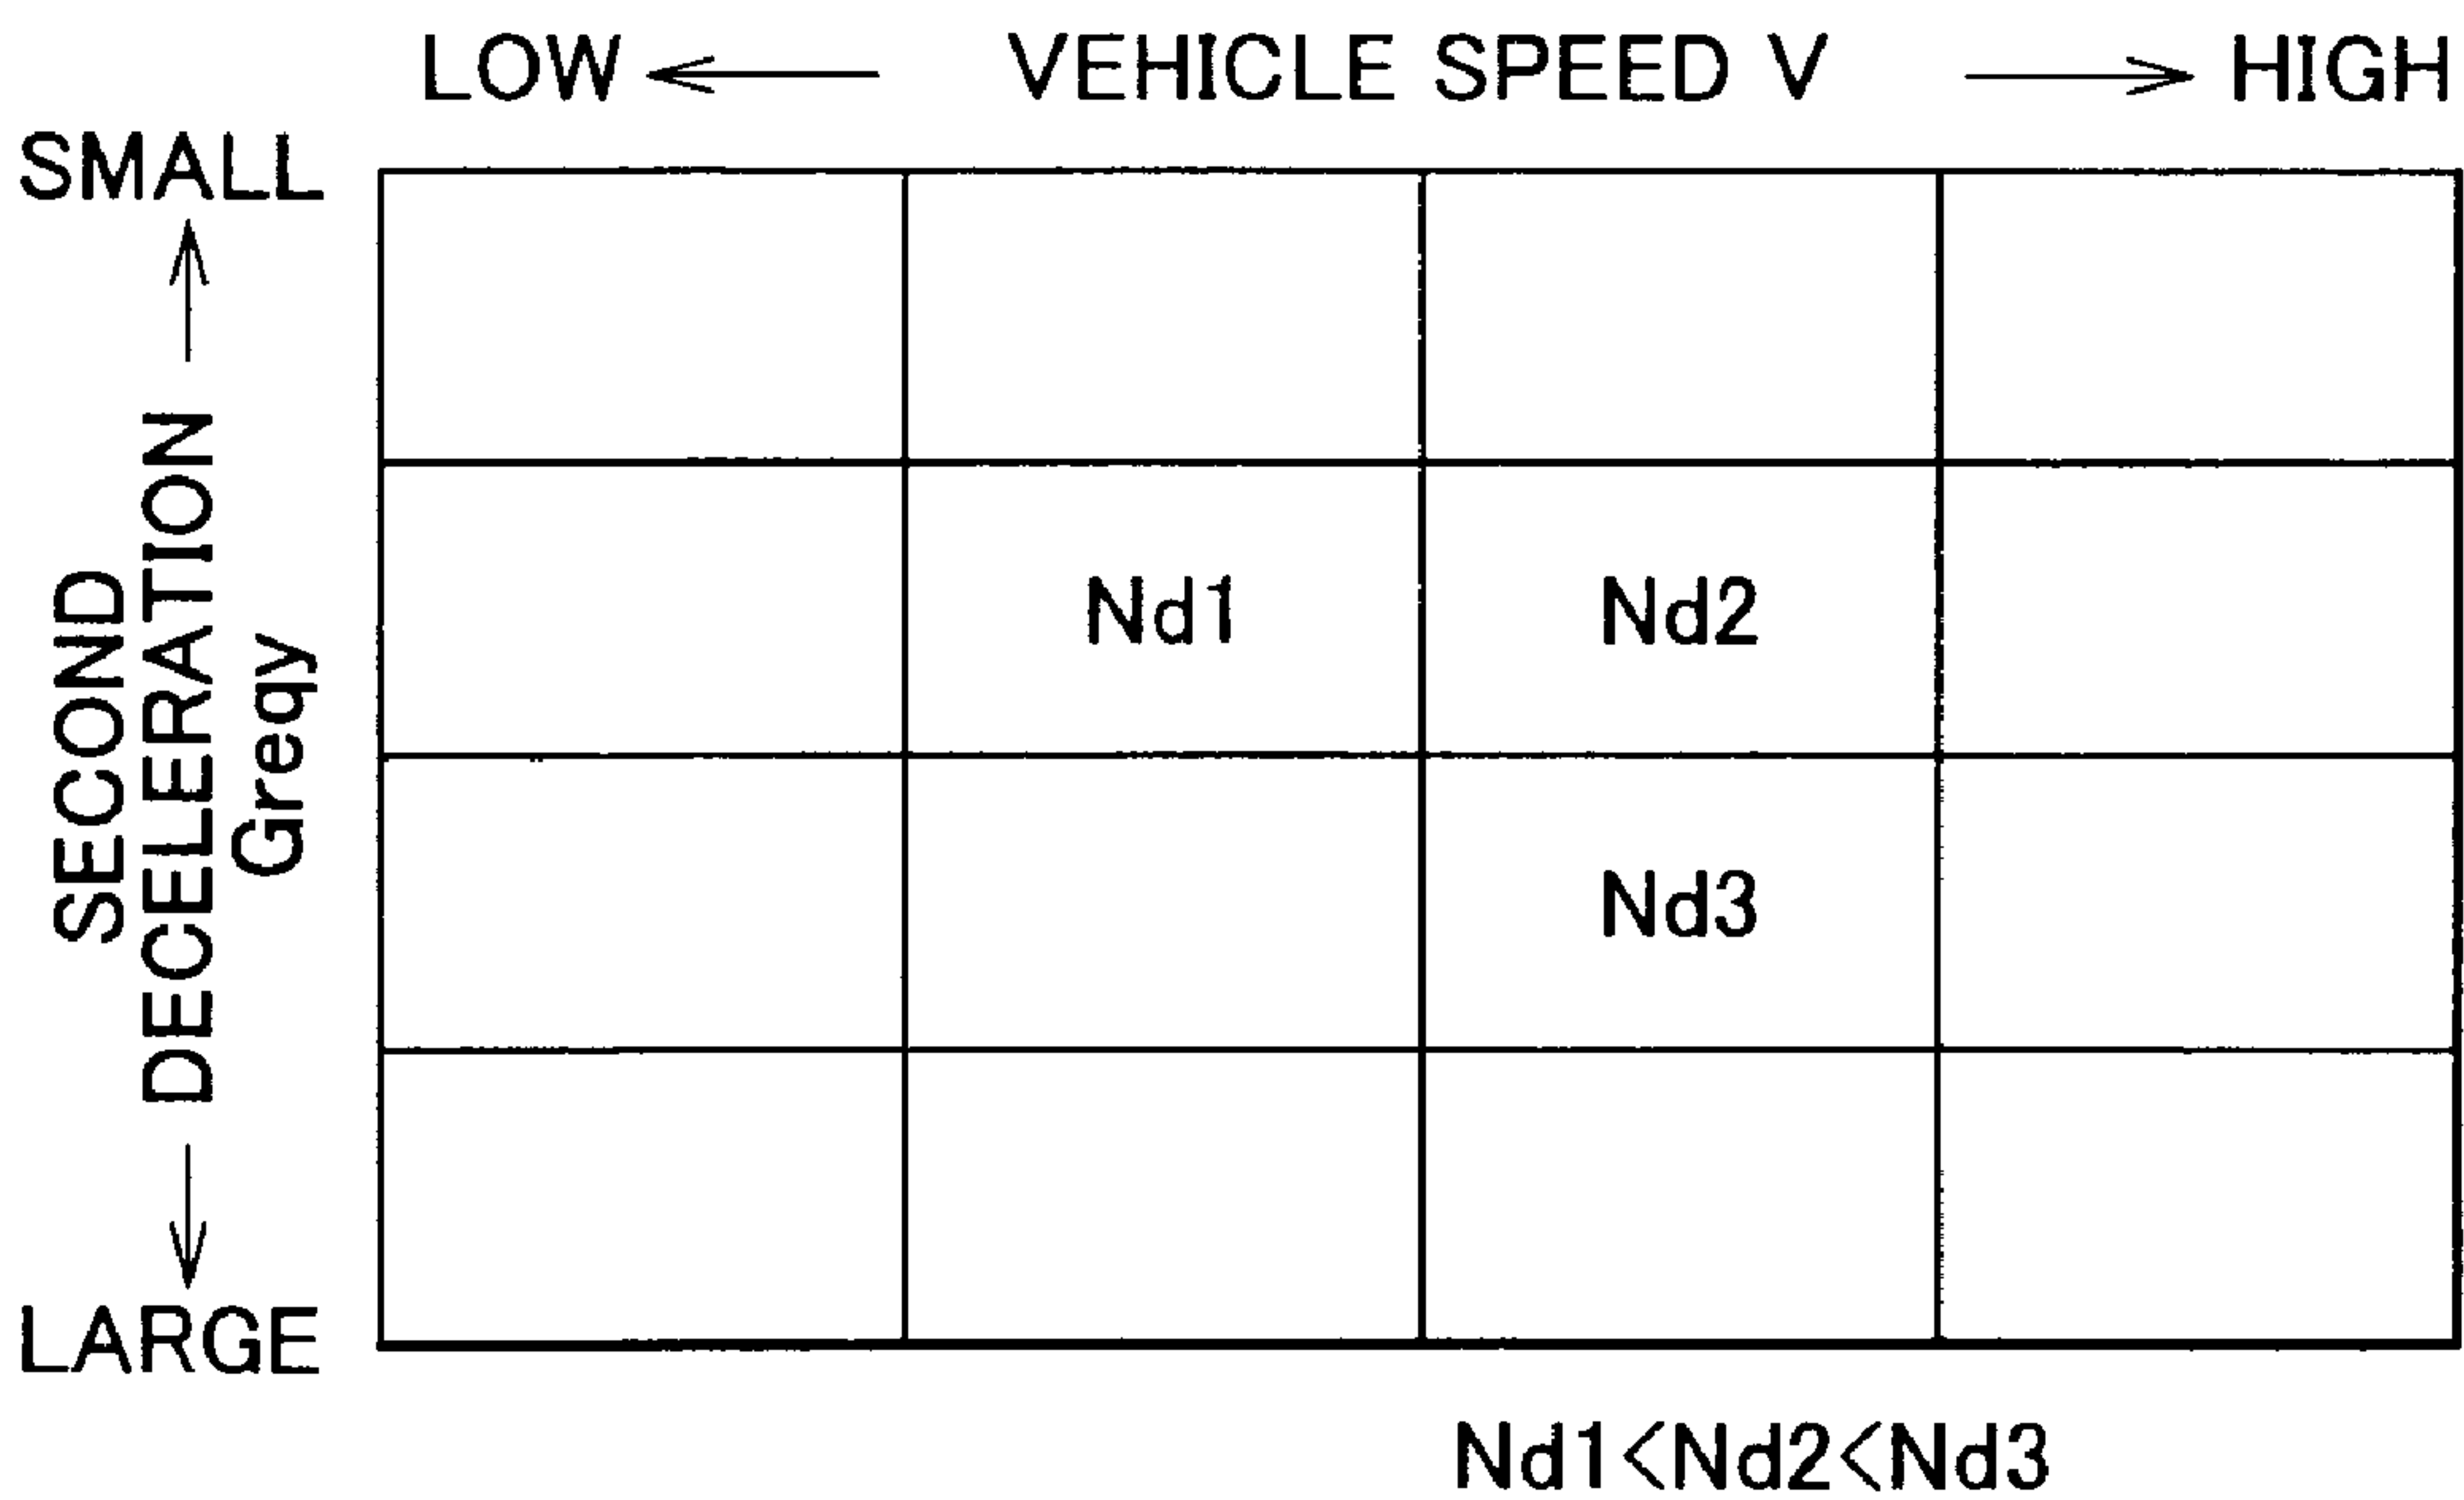 LOW VEHICLE SPEED V HIGH
SMALL
SECOND
DECELERATION
Greqy
LARGE
Nd1 Nd2
Nd3
Nd1<Nd2<Nd3